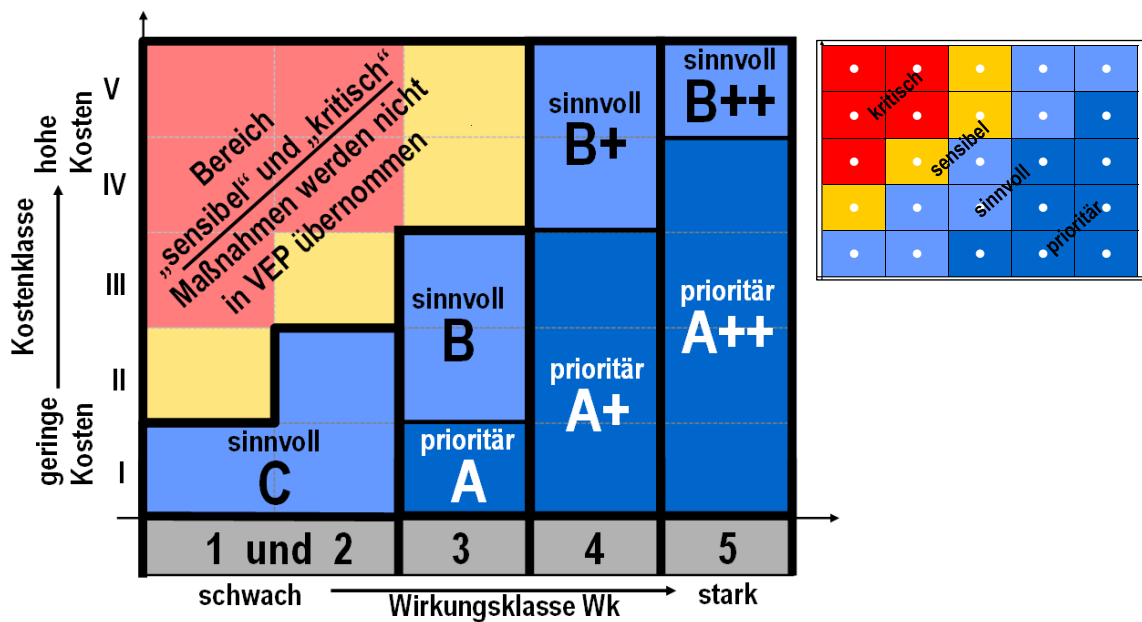 hohe
Kosten
Kostenklasse
geringe
Kosten
V
IV
III
II
I
Bereich
„sensibel“ und „kritisch“
Maßnahmen werden nicht
in VEP übernommen
sinnvoll
B+
sinnvoll
B++
sinnvoll
B
prioritär
A++
prioritär
A+
sinnvoll
C
prioritär
A
1 und 2
3
4
5
schwach
Wirkungsklasse Wk
stark
kritisch
sensibel
sinnvoll
prioritär